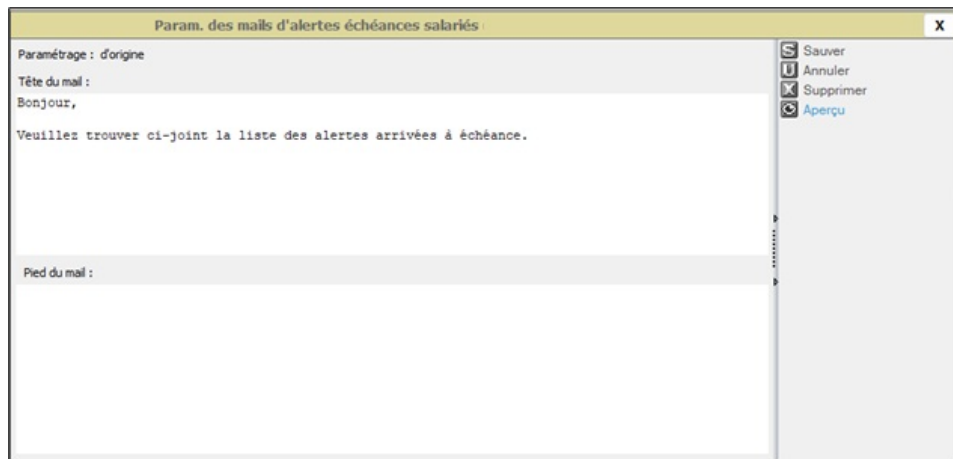 Param. des mails d'alertes échéances salariés
X
Paramétrage : d'origine
Tête du mail :
Bonjour,
Veuillez trouver ci-joint la liste des alertes arrivées à échéance.
Pied du mail :
S Sauver
U Annuler
X Supprimer
Aperçu